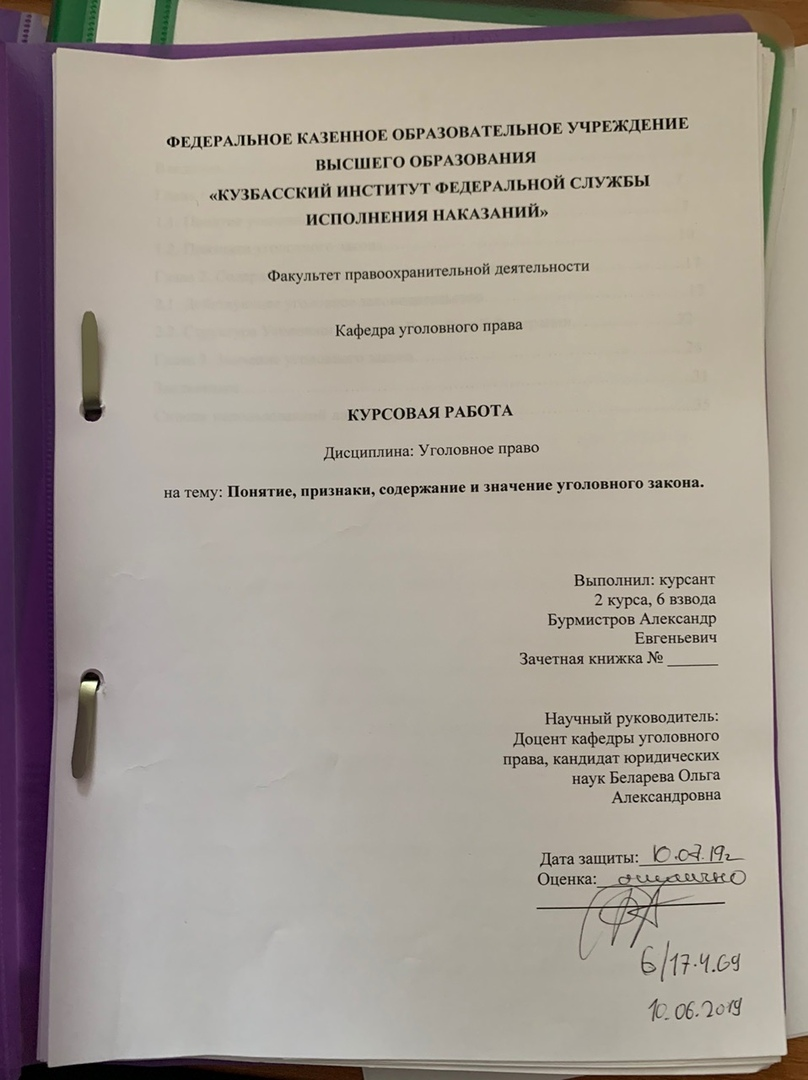 ФЕДЕРАЛЬНОЕ КАЗЕННОЕ ОБРАЗОВАТЕЛЬНОЕ УЧРЕЖДЕНИЕ
ВЫСШЕГО ОБРАЗОВАНИЯ
«КУЗБАССКИЙ ИНСТИТУТ ФЕДЕРАЛЬНОЙ СЛУЖБЫ
ИСПОЛНЕНИЯ НАКАЗАНИЙ»
Факультет правоохранительной деятельности
Кафедра уголовного права
КУРСОВАЯ РАБОТА
Дисциплина: Уголовное право
на тему: Понятие, признаки, содержание и значение уголовного закона.
Выполнил: курсант
2 курса, 6 взвода
Бурмистров Александр
Евгеньевич
Зачетная книжка № ______
Научный руководитель:
Доцент кафедры уголовного
права, кандидат юридических
наук Беларева Ольга
Александровна
Дата защиты: 10.07.19г
Оценка: отлично
6/17.4.69
10.06.2019